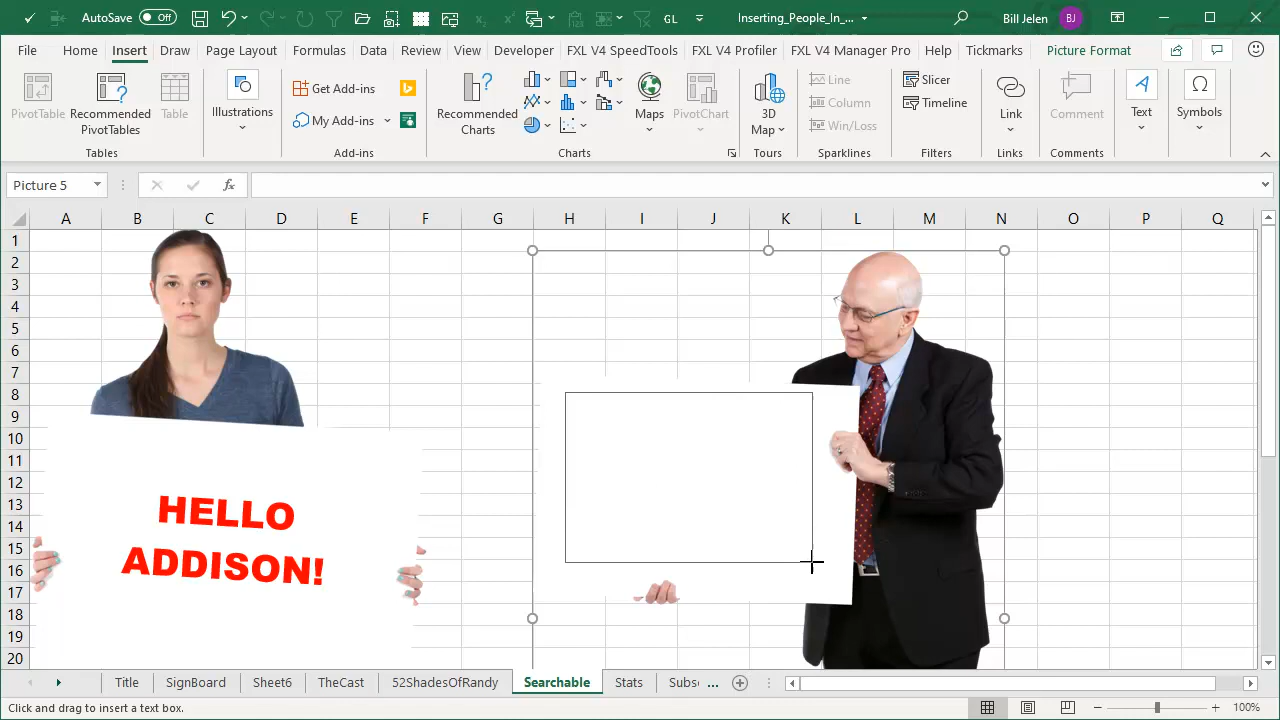 AutoSave Off Inserting_People_In_... Bill Jelen BJ
File Home Insert Draw Page Layout Formulas Data Review View Developer FXL V4 SpeedTools FXL V4 Profiler FXL V4 Manager Pro Help Tickmarks Picture Format
PivotTable Recommended PivotTables Table Illustrations Get Add-ins My Add-ins Recommended Charts Maps PivotChart 3D Map Line Column Win/Loss Slicer Timeline Link Comment Text Symbols
Tables Add-ins Charts Tours Sparklines Filters Links Comments
GL
Picture 5 fx
A B C D E F G H I J K L M N O P Q
1
2
3
4
5
6
7
8
9
10
11
12
13
14
15
16
17
18
19
20
HELLO
ADDISON!
Title SignBoard Sheet6 TheCast 52ShadesOfRandy Searchable Stats Subs ...
Click and drag to insert a text box. 100%